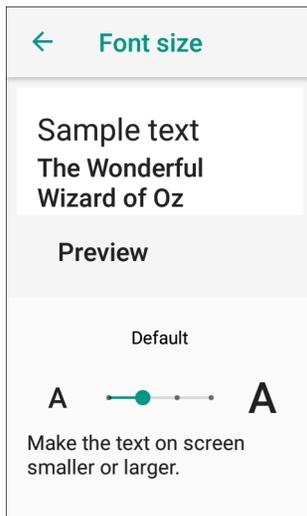 Font size
Sample text
The Wonderful
Wizard of Oz
Preview
Default
A A
Make the text on screen
smaller or larger.